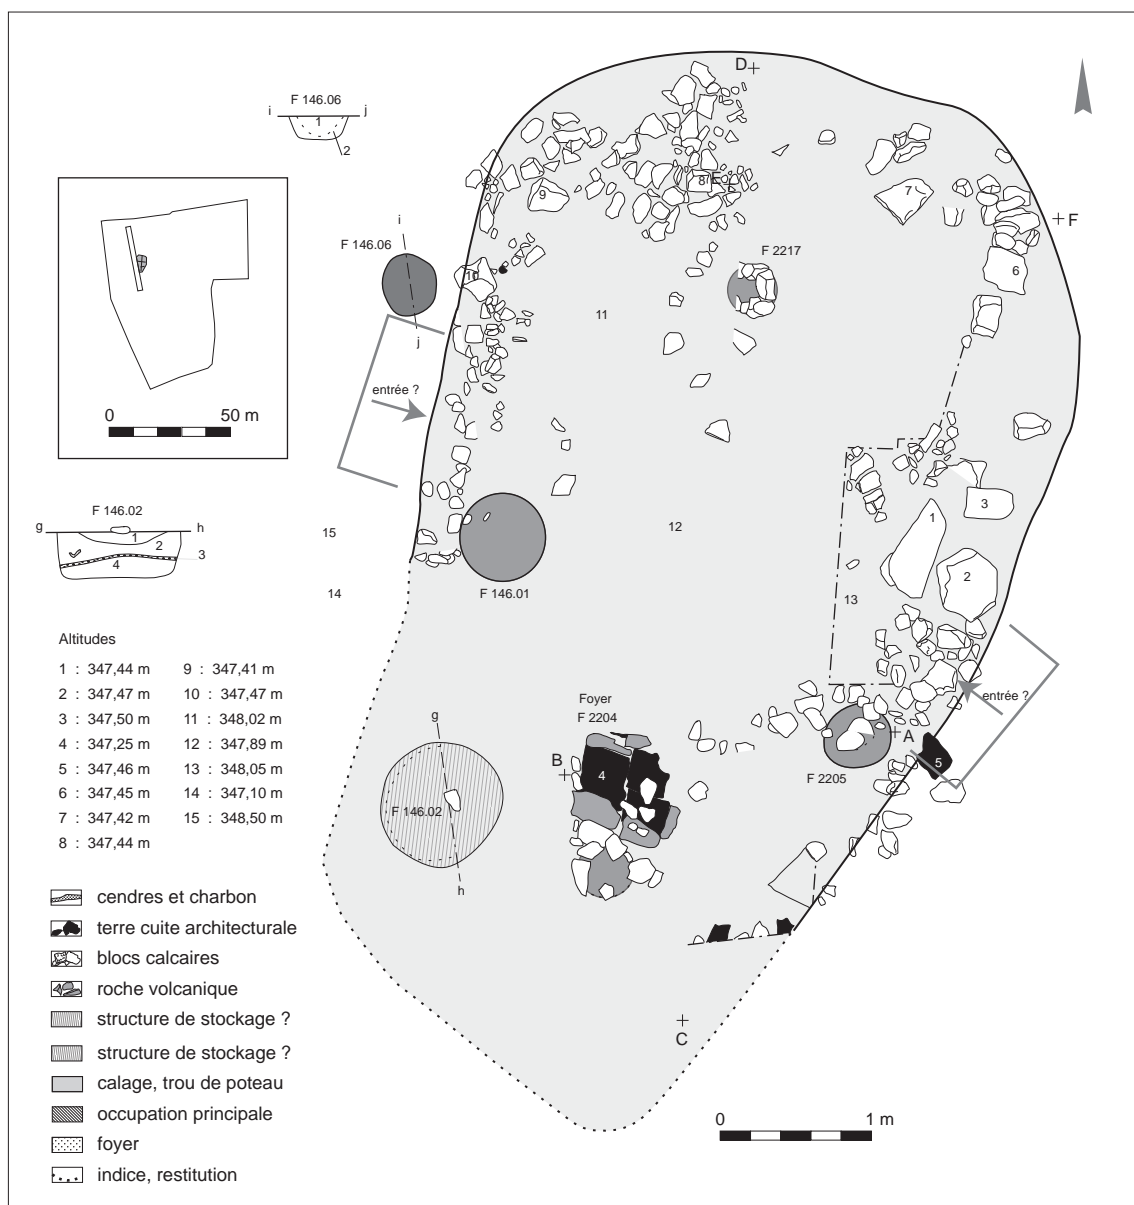 D
F 146.06
i
j
1
2
9
8
E
7
F
i
F 146.06
j
10
F 2217
6
11
0
50 m
entrée ?
F 146.02
g
h
1
2
3
4
15
14
F 146.01
12
3
1
2
13
Altitudes
1 : 347,44 m
2 : 347,47 m
3 : 347,50 m
4 : 347,25 m
5 : 347,46 m
6 : 347,45 m
7 : 347,42 m
8 : 347,44 m
9 : 347,41 m
10 : 347,47 m
11 : 348,02 m
12 : 347,89 m
13 : 348,05 m
14 : 347,10 m
15 : 348,50 m
entrée ?
Foyer
F 2204
g
B
4
A
F 2205
5
F 146.02
h
C
cendres et charbon
terre cuite architecturale
blocs calcaires
roche volcanique
structure de stockage ?
structure de stockage ?
calage, trou de poteau
occupation principale
foyer
indice, restitution
0
1 m